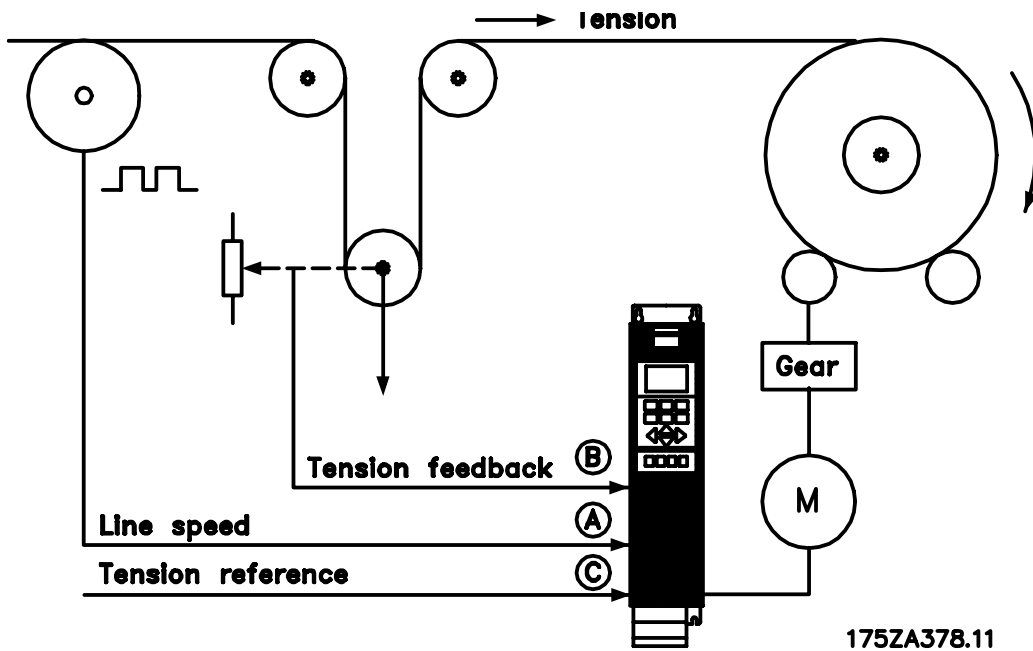 Tension
Gear
Tension feedback B
M
Line speed A
Tension reference C
175ZA378.11